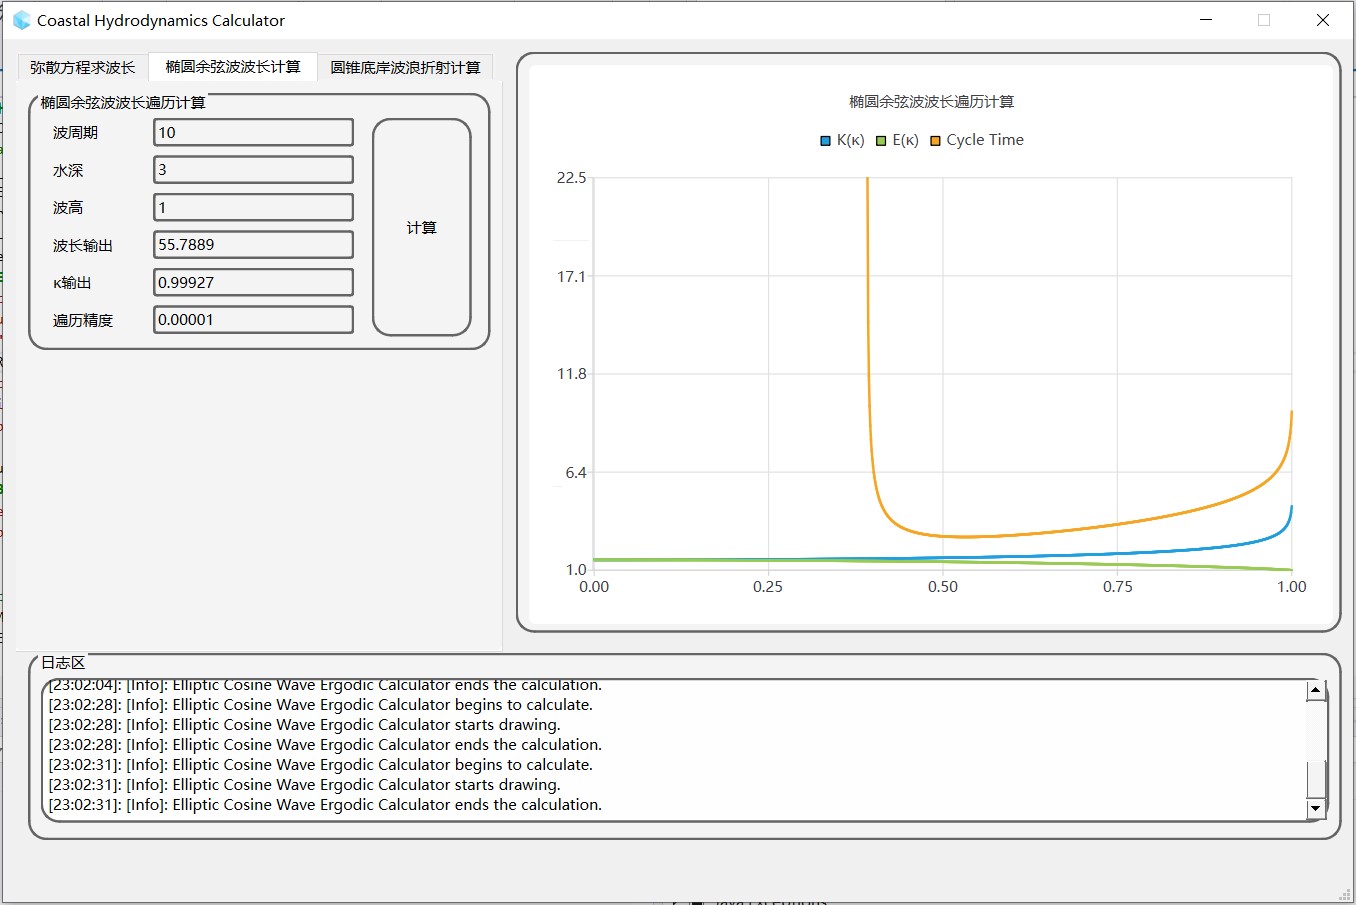 Coastal Hydrodynamics Calculator
弥散方程求波长 椭圆余弦波波长计算 圆锥底岸波浪折射计算
椭圆余弦波波长遍历计算
波周期 10
水深 3
波高 1
波长输出 55.7889
κ输出 0.99927
遍历精度 0.00001
计算
椭圆余弦波波长遍历计算
K(κ) E(κ) Cycle Time
22.5
17.1
11.8
6.4
1.0
0.00 0.25 0.50 0.75 1.00
日志区
[23:02:04]: [Info]: Elliptic Cosine Wave Ergodic Calculator ends the calculation.
[23:02:28]: [Info]: Elliptic Cosine Wave Ergodic Calculator begins to calculate.
[23:02:28]: [Info]: Elliptic Cosine Wave Ergodic Calculator starts drawing.
[23:02:28]: [Info]: Elliptic Cosine Wave Ergodic Calculator ends the calculation.
[23:02:31]: [Info]: Elliptic Cosine Wave Ergodic Calculator begins to calculate.
[23:02:31]: [Info]: Elliptic Cosine Wave Ergodic Calculator starts drawing.
[23:02:31]: [Info]: Elliptic Cosine Wave Ergodic Calculator ends the calculation.